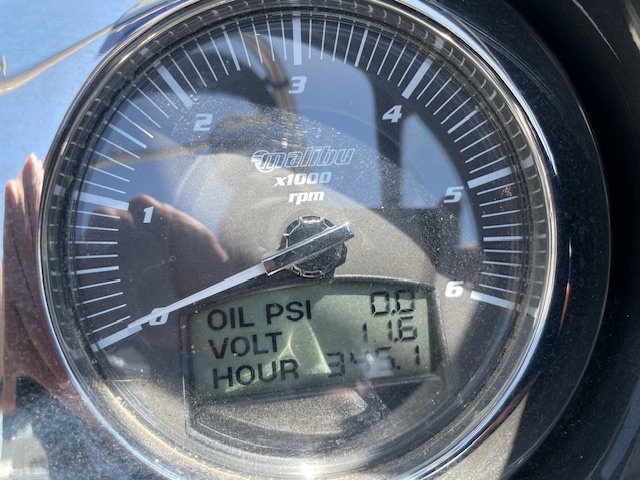 3
2
4
malibu
x1000
rpm
1
5
0
6
OIL PSI 0.0
VOLT 11.6
HOUR 345.1